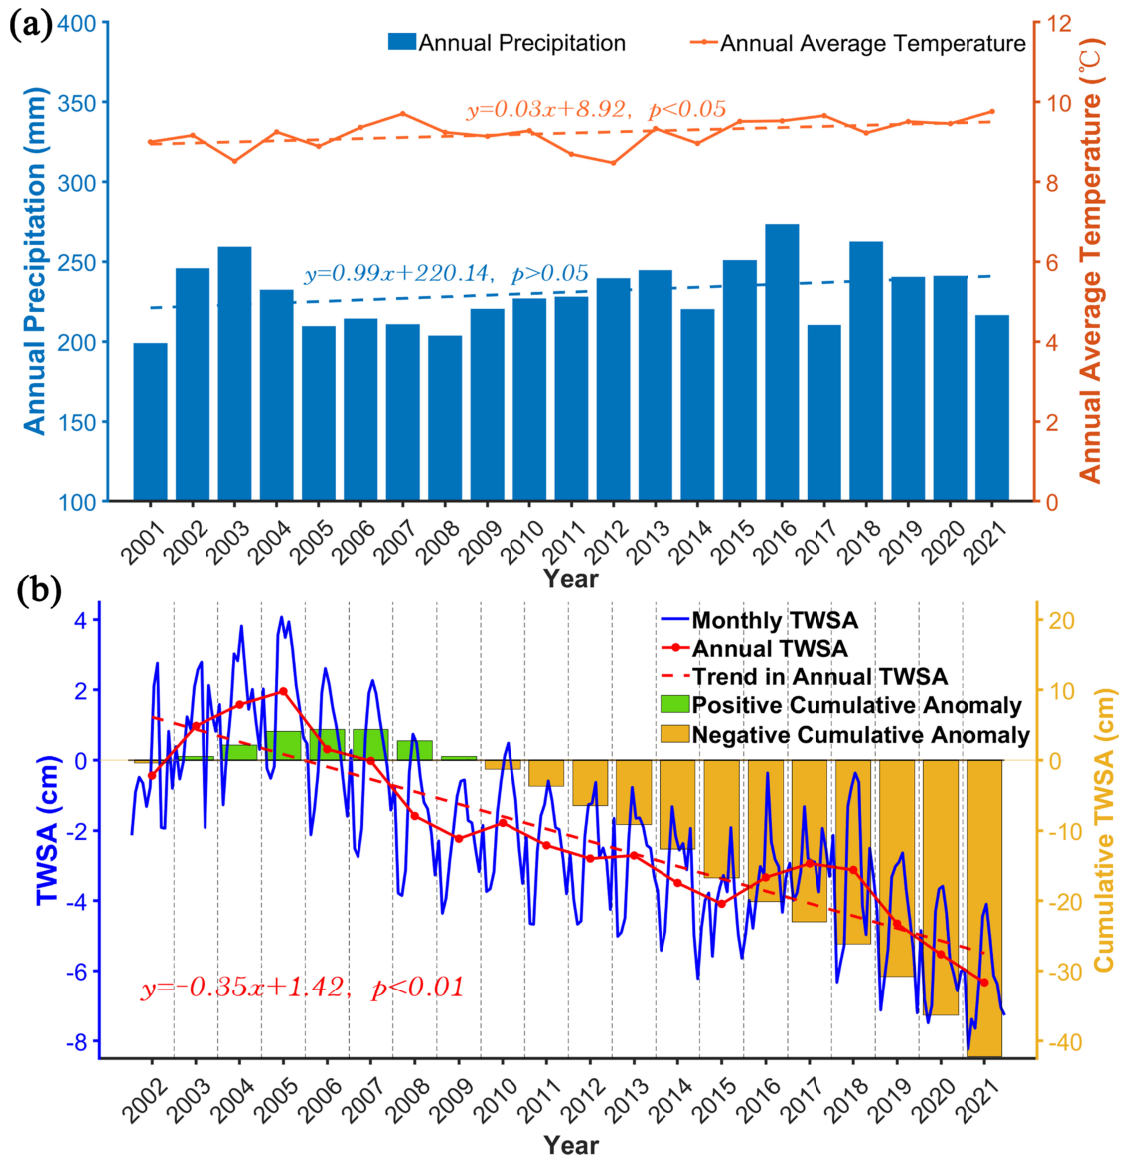 (a)
Annual Precipitation
Annual Average Temperature
Annual Precipitation (mm)
400
350
300
250
200
150
100
y=0.03x+8.92, p<0.05
y=0.99x+220.14, p>0.05
12
10
8
6
4
2
0
Annual Average Temperature (℃)
2001 2002 2003 2004 2005 2006 2007 2008 2009 2010 2011 2012 2013 2014 2015 2016 2017 2018 2019 2020 2021
Year
(b)
Monthly TWSA
Annual TWSA
Trend in Annual TWSA
Positive Cumulative Anomaly
Negative Cumulative Anomaly
TWSA (cm)
4
2
0
-2
-4
-6
-8
y=-0.35x+1.42, p<0.01
20
10
0
-10
-20
-30
-40
Cumulative TWSA (cm)
2002 2003 2004 2005 2006 2007 2008 2009 2010 2011 2012 2013 2014 2015 2016 2017 2018 2019 2020 2021
Year